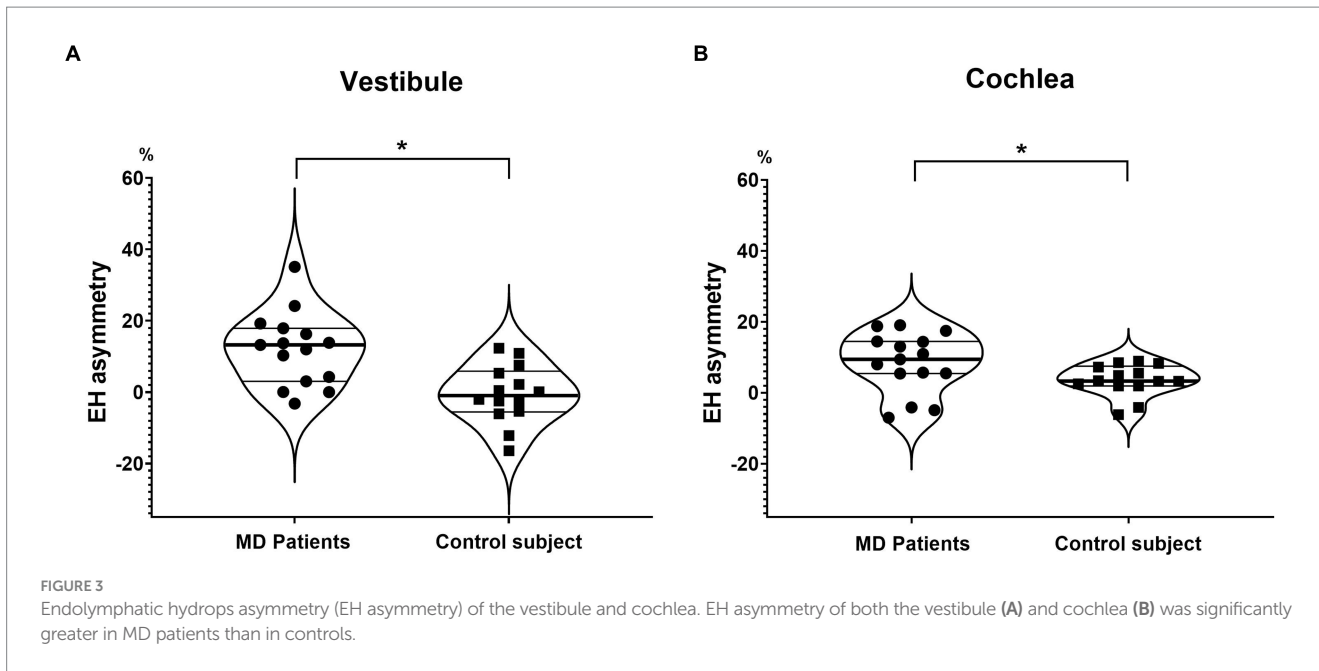 A
Vestibule
%
*
60
40
20
0
-20
EH asymmetry
MD Patients
Control subject
B
Cochlea
%
*
60
40
20
0
-20
EH asymmetry
MD Patients
Control subject
FIGURE 3
Endolymphatic hydrops asymmetry (EH asymmetry) of the vestibule and cochlea. EH asymmetry of both the vestibule (A) and cochlea (B) was significantly
greater in MD patients than in controls.